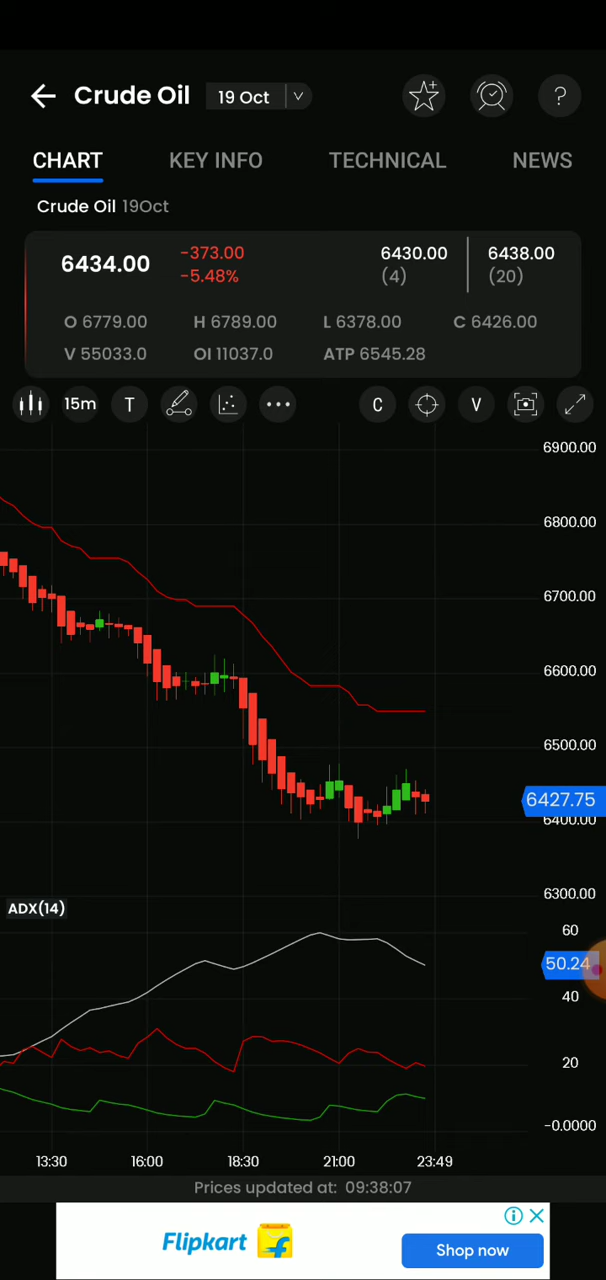 Crude Oil 19 Oct ?
CHART KEY INFO TECHNICAL NEWS
Crude Oil 19Oct
6434.00 -373.00 -5.48% 6430.00 (4) 6438.00 (20)
O 6779.00 H 6789.00 L 6378.00 C 6426.00
V 55033.0 OI 11037.0 ATP 6545.28
15m T C V
6900.00
6800.00
6700.00
6600.00
6500.00
6427.75
6400.00
6300.00
ADX(14)
60
50.24
40
20
-0.0000
13:30 16:00 18:30 21:00 23:49
Prices updated at: 09:38:07
Flipkart f Shop now